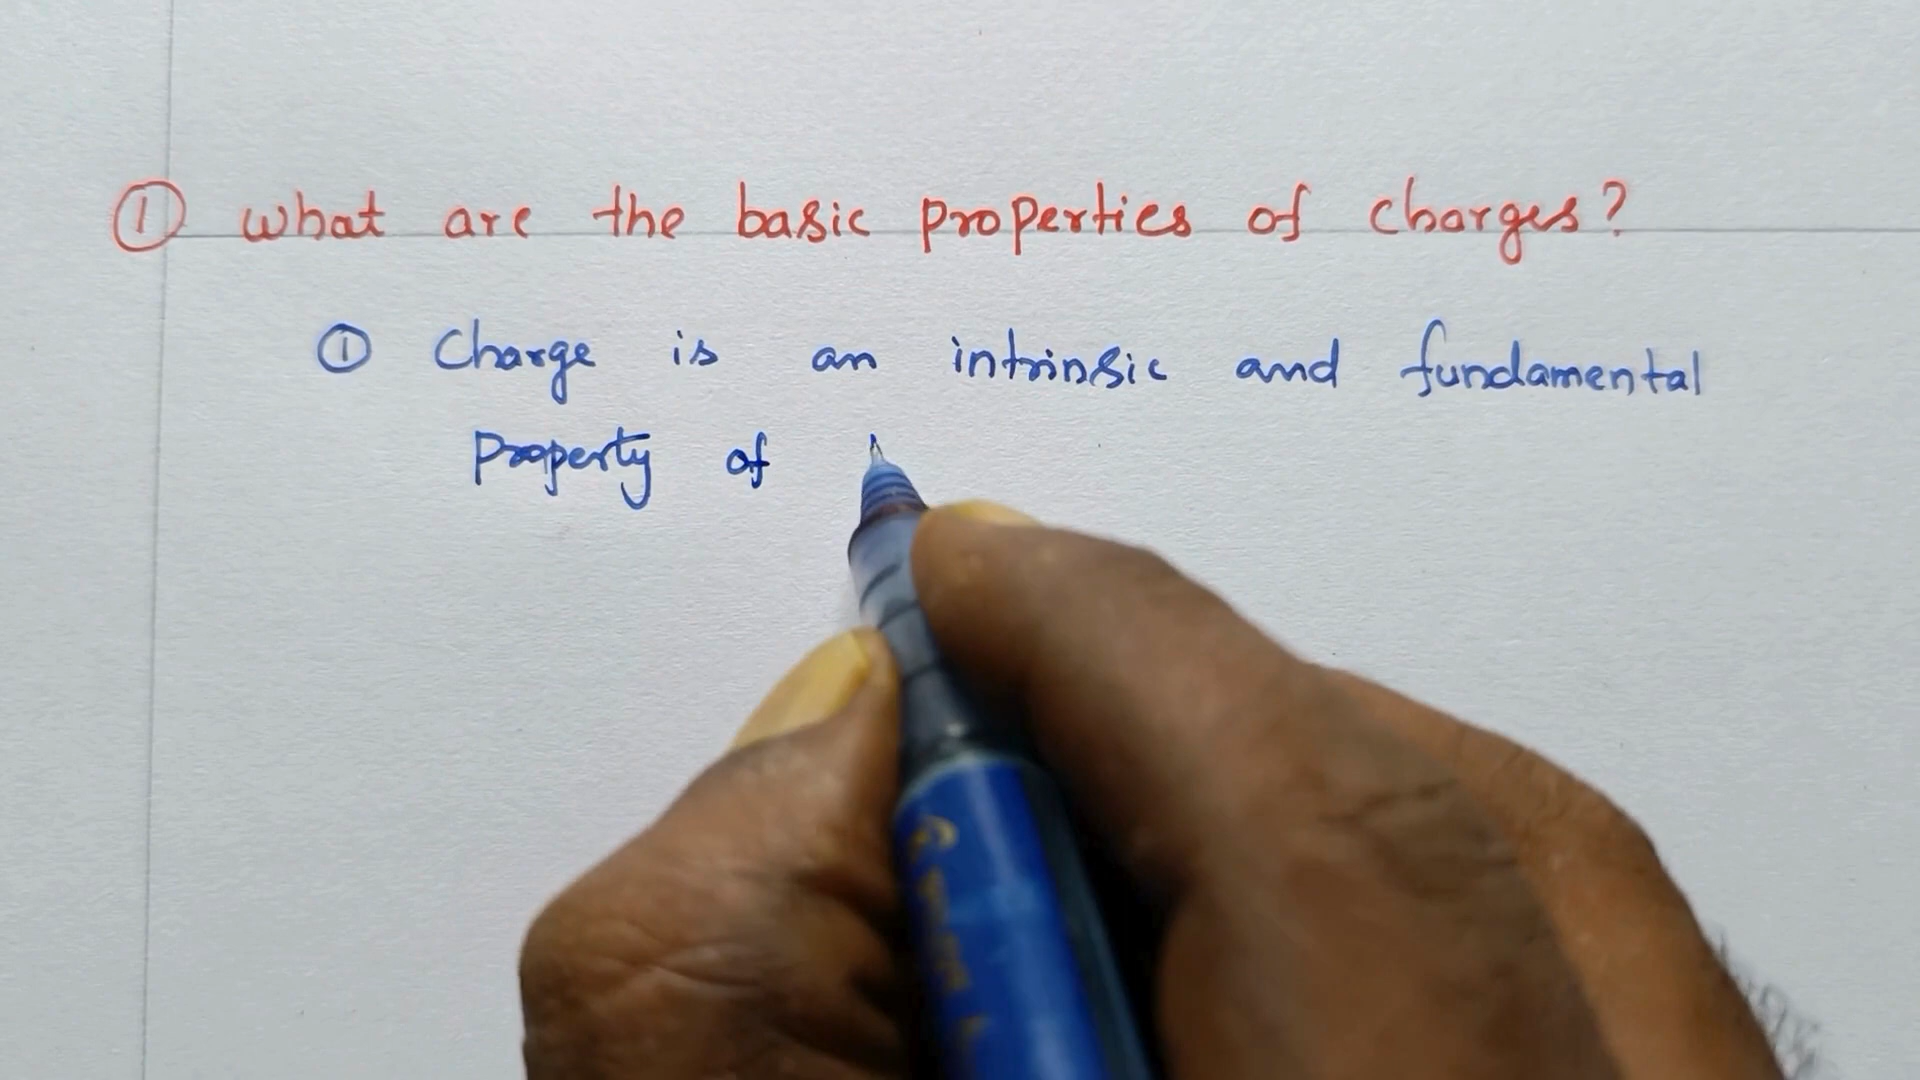 ① What are the basic properties of charges?
① Charge is an intrinsic and fundamental
Property of